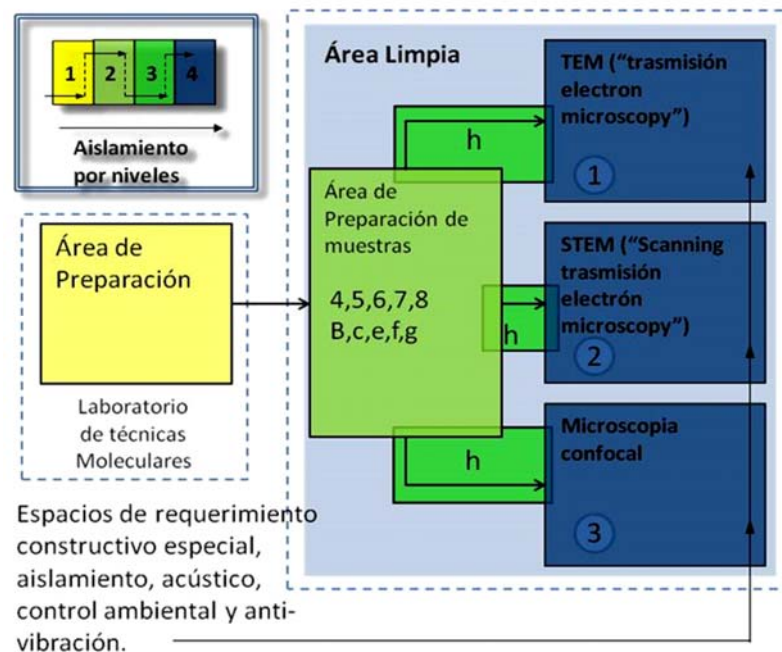 1 2 3 4
Aislamiento
por niveles
Área de
Preparación
Laboratorio
de técnicas
Moleculares
Espacios de requerimiento
constructivo especial,
aislamiento, acústico,
control ambiental y anti-
vibración.
Área Limpia
h
Área de
Preparación de
muestras
4,5,6,7,8
B,c,e,f,g
h
h
TEM (“trasmisión
electron
microscopy”)
1
STEM (“Scanning
trasmisión
electrón
microscopy”)
2
Microscopia
confocal
3